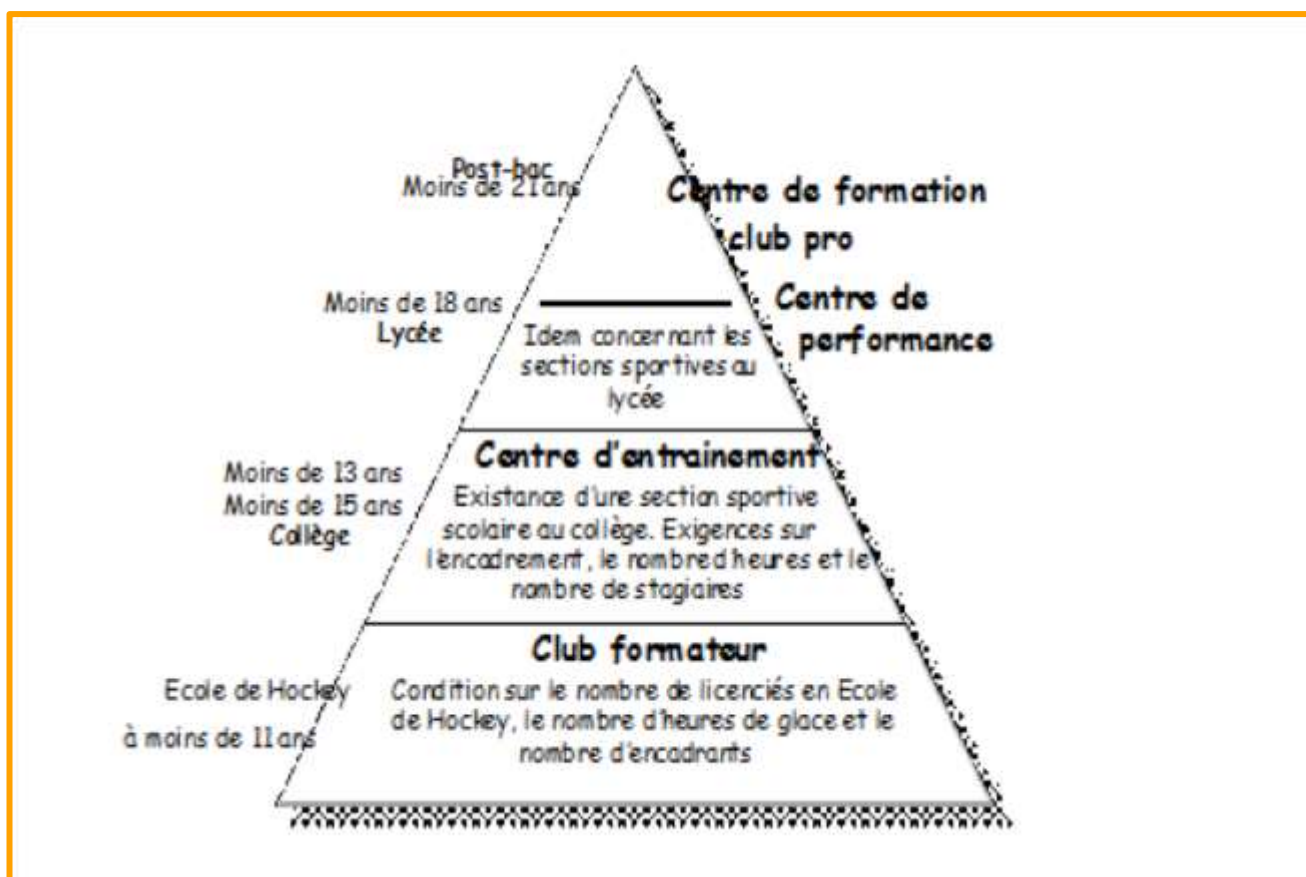 Post-bac
Moins de 21 ans
Centre de formation
club pro
Moins de 18 ans
Lycée
Centre de
performance
Idem concernant les
sections sportives au
lycée
Centre d'entrainement
Moins de 13 ans
Moins de 15 ans
Collège
Existance d'une section sportive
scolaire au collège. Exigences sur
l'encadrement, le nombre d'heures et le
nombre de stagiaires
Club formateur
Ecole de Hockey
à moins de 11 ans
Condition sur le nombre de licenciés en Ecole
de Hockey, le nombre d'heures de glace et le
nombre d'encadrants